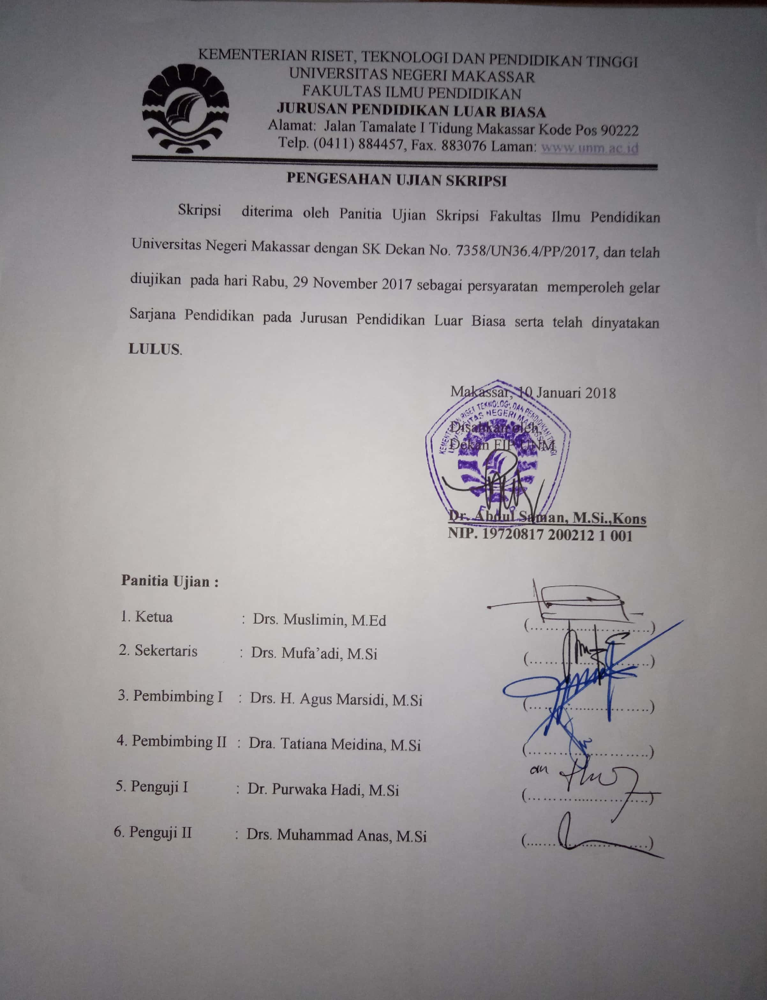 KEMENTERIAN RISET, TEKNOLOGI DAN PENDIDIKAN TINGGI
UNIVERSITAS NEGERI MAKASSAR
FAKULTAS ILMU PENDIDIKAN
JURUSAN PENDIDIKAN LUAR BIASA
Alamat: Jalan Tamalate I Tidung Makassar Kode Pos 90222
Telp. (0411) 884457, Fax. 883076 Laman: www.unm.ac.id
PENGESAHAN UJIAN SKRIPSI
Skripsi diterima oleh Panitia Ujian Skripsi Fakultas Ilmu Pendidikan
Universitas Negeri Makassar dengan SK Dekan No. 7358/UN36.4/PP/2017, dan telah
diujikan pada hari Rabu, 29 November 2017 sebagai persyaratan memperoleh gelar
Sarjana Pendidikan pada Jurusan Pendidikan Luar Biasa serta telah dinyatakan
LULUS.
Makassar, 10 Januari 2018
KEMENTERIAN RISET TEKNOLOGI, DAN PENDIDIKAN TINGGI
UNIVERSITAS NEGERI MAKASSAR
Disahkan oleh
Dekan FIP UNM
Dr. Abdul Saman, M.Si.,Kons
NIP. 19720817 200212 1 001
Panitia Ujian :
1. Ketua : Drs. Muslimin, M.Ed (..............................)
2. Sekertaris : Drs. Mufa'adi, M.Si (..............................)
3. Pembimbing I : Drs. H. Agus Marsidi, M.Si (..............................)
4. Pembimbing II : Dra. Tatiana Meidina, M.Si (..............................)
an
5. Penguji I : Dr. Purwaka Hadi, M.Si (..............................)
6. Penguji II : Drs. Muhammad Anas, M.Si (..............................)